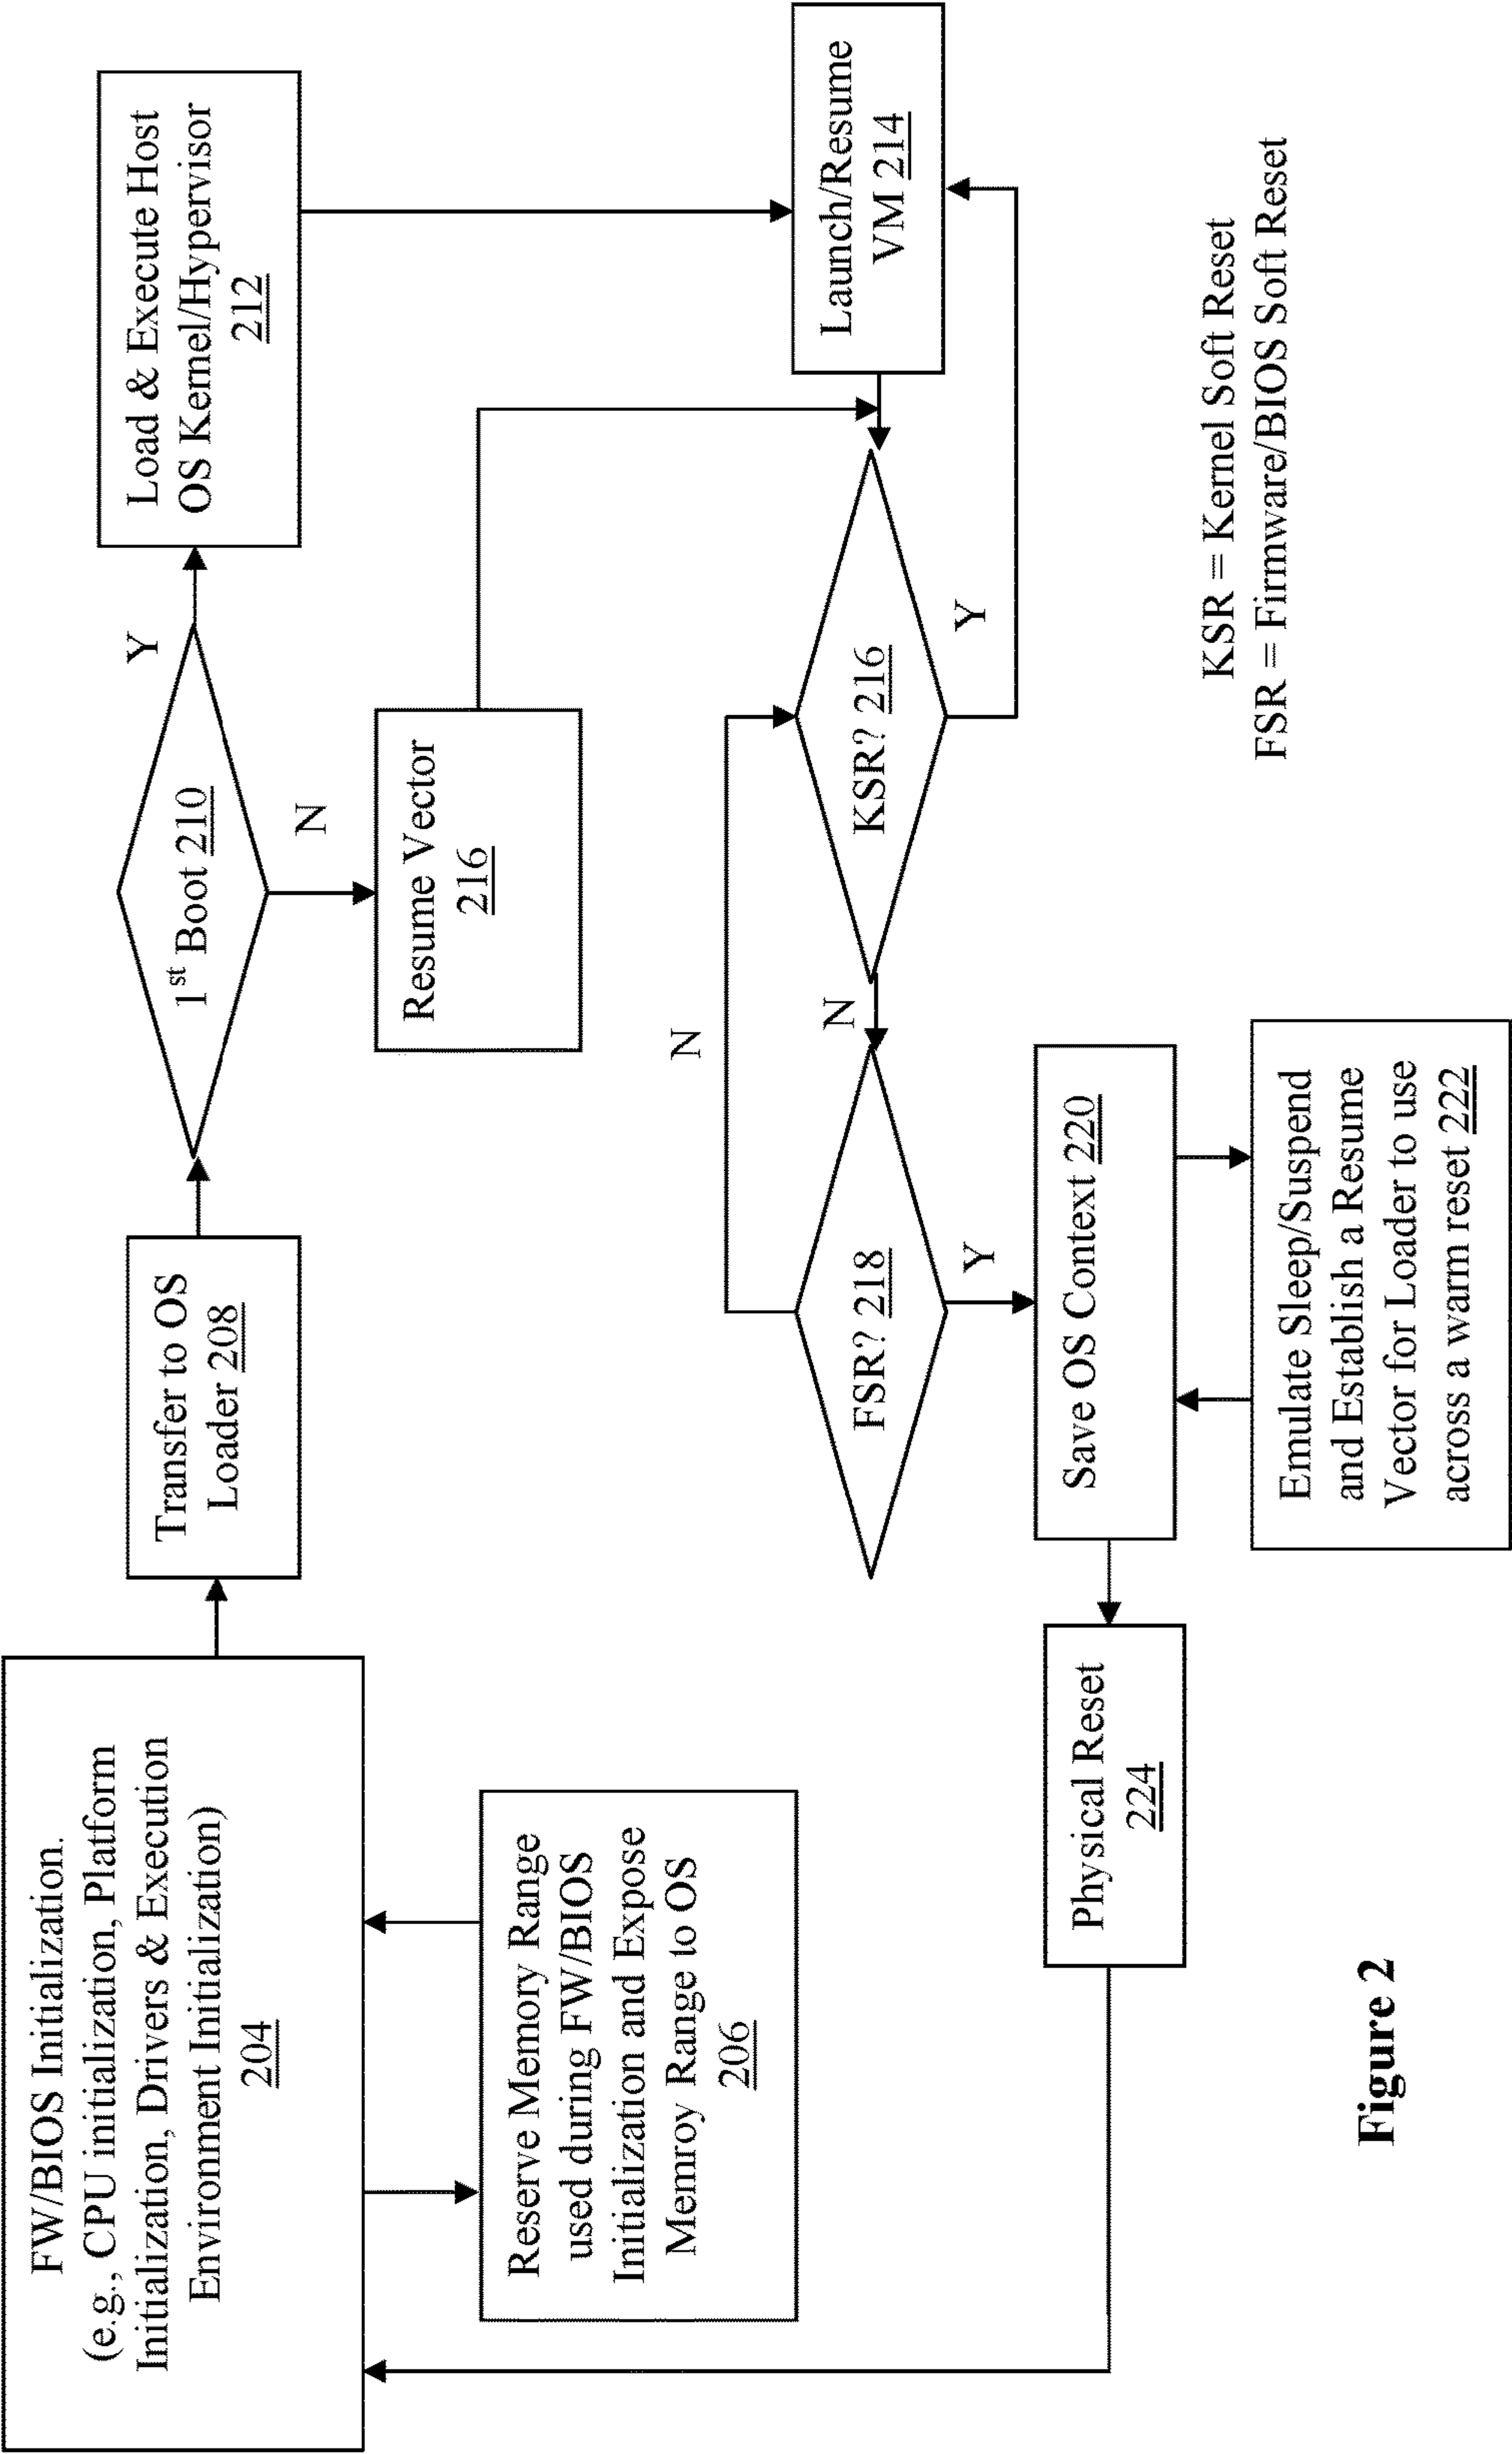 FW/BIOS Initialization.
(e.g., CPU initialization, Platform
Initialization, Drivers & Execution
Environment Initialization)
204
Transfer to OS
Loader 208
1st Boot 210
Y
Load & Execute Host
OS Kernel/Hypervisor
212
N
Reserve Memory Range
used during FW/BIOS
Initialization and Expose
Memroy Range to OS
206
Resume Vector
216
N
FSR? 218
N
KSR? 216
Launch/Resume
VM 214
Y
Y
Physical Reset
224
Save OS Context 220
Emulate Sleep/Suspend
and Establish a Resume
Vector for Loader to use
across a warm reset 222
KSR = Kernel Soft Reset
FSR = Firmware/BIOS Soft Reset
Figure 2